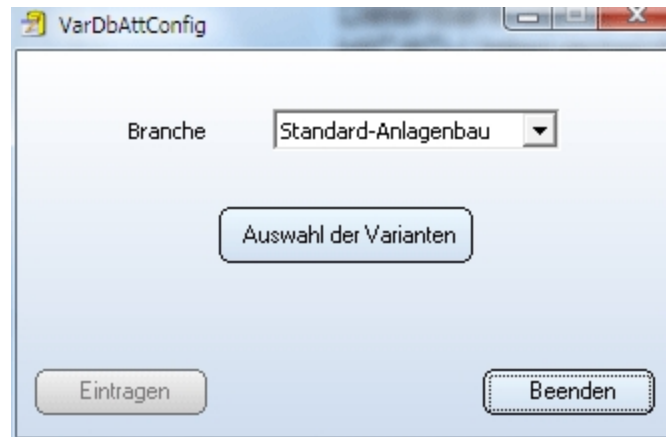 VarDbAttConfig
Branche
Standard-Anlagenbau
Auswahl der Varianten
Eintragen
Beenden